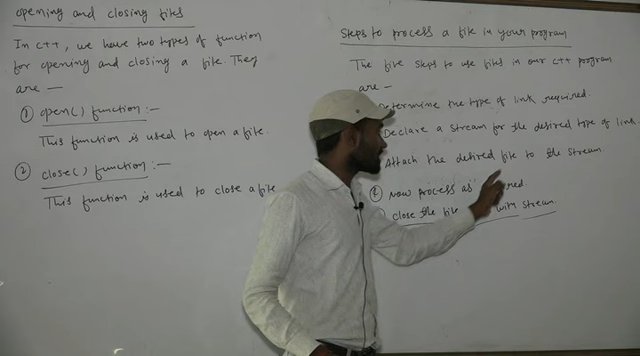 opening and closing files
In C++, we have two types of function
for opening and closing a file. They
are —
① open() function :—
This function is used to open a file.
② close() function :—
This function is used to close a file
Steps to process a file in your program
The five steps to use files in our C++ program
are —
Determine the type of link required.
Declare a stream for the desired type of link.
Attach the desired file to the stream.
④ Now process as
close the file with stream.